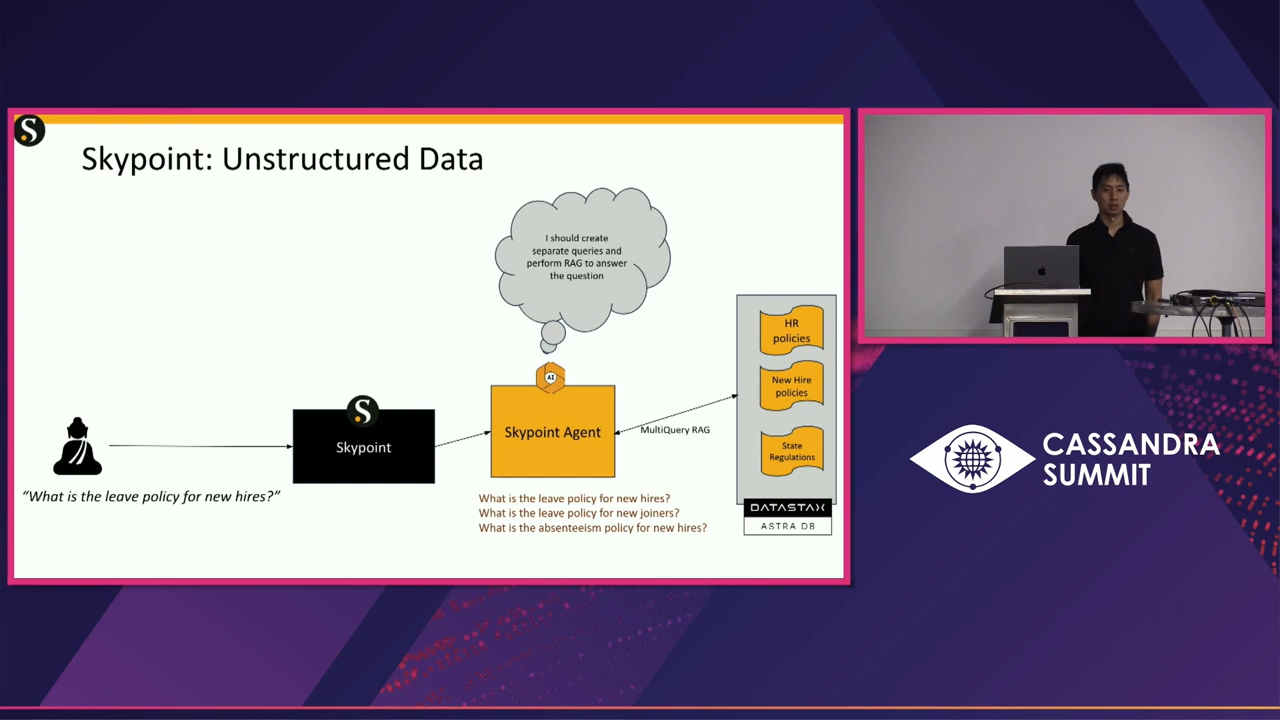 S
Skypoint: Unstructured Data
I should create
separate queries and
perform RAG to answer
the question
AI
S
Skypoint
Skypoint Agent
MultiQuery RAG
HR
policies
New Hire
policies
State
Regulations
DATASTAX
ASTRA DB
“What is the leave policy for new hires?”
What is the leave policy for new hires?
What is the leave policy for new joiners?
What is the absenteeism policy for new hires?
CASSANDRA
SUMMIT